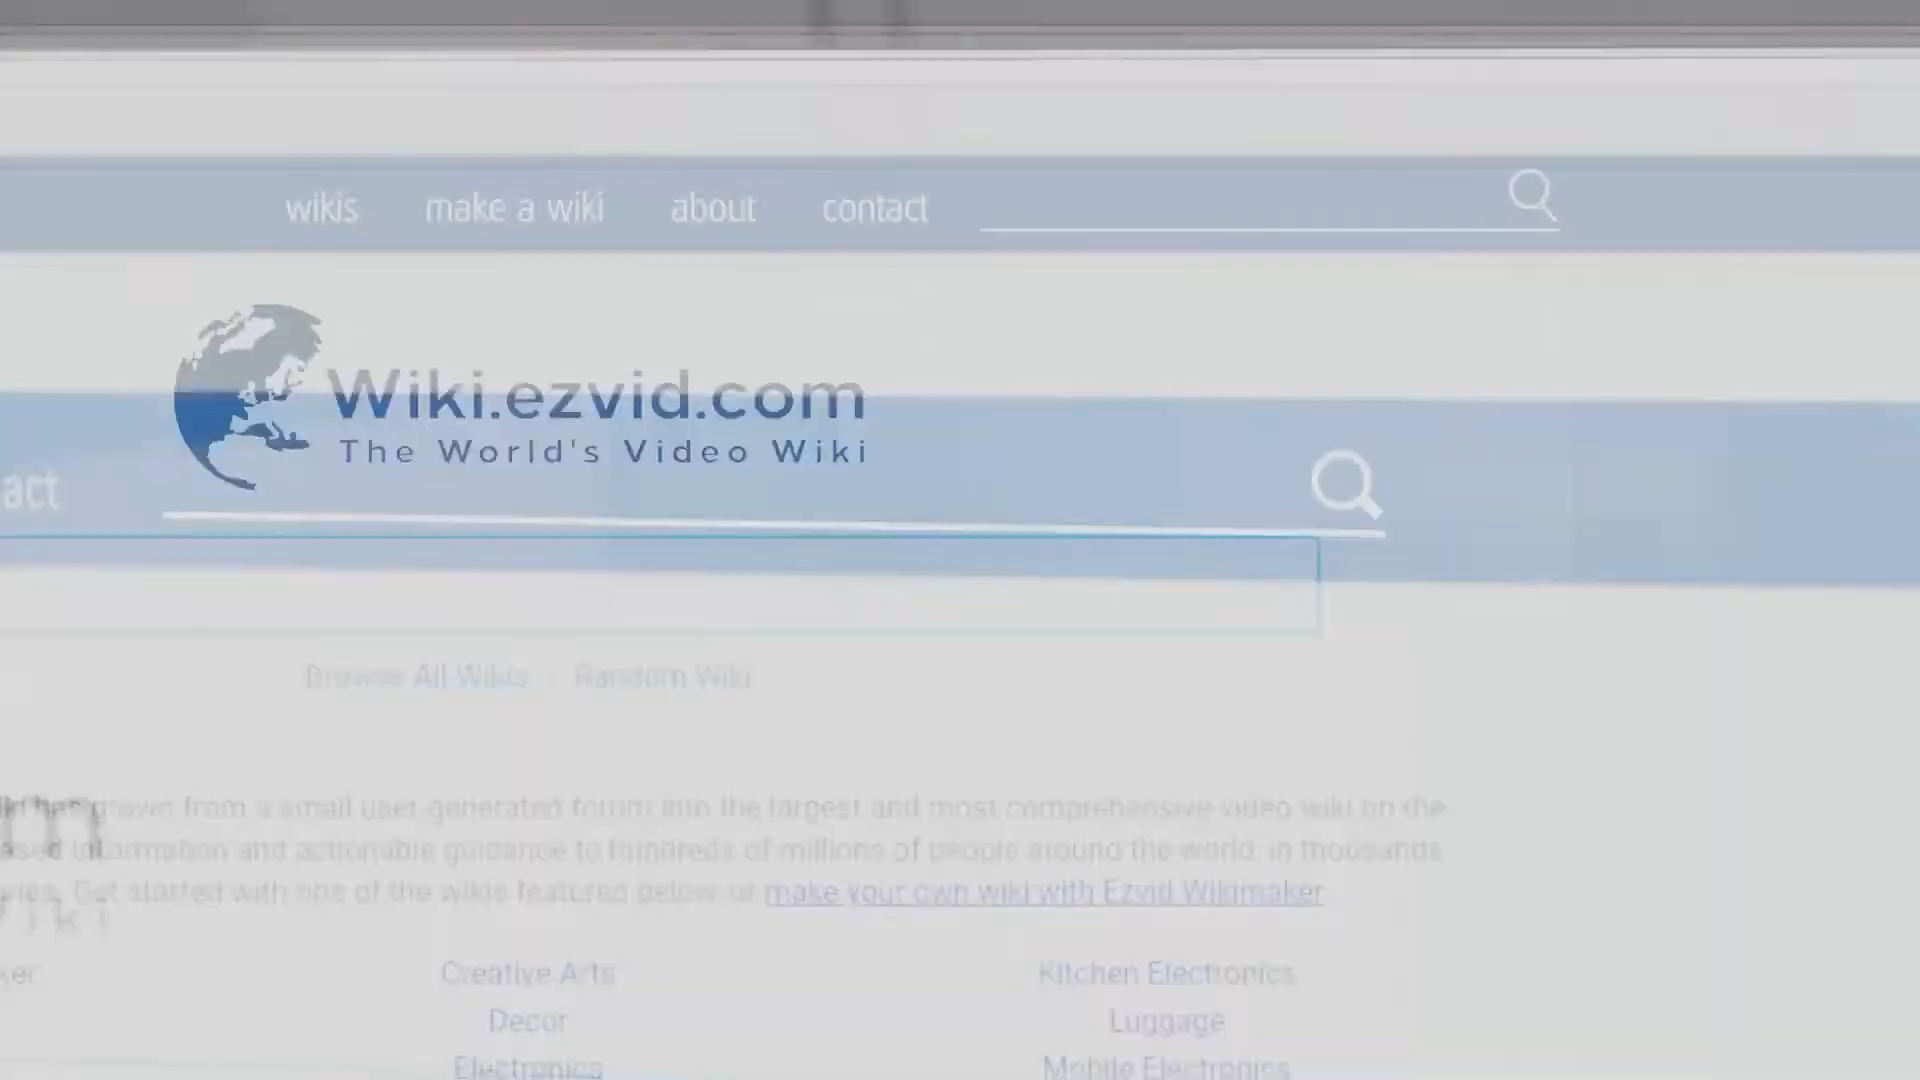 wikis make a wiki about contact
Wiki.ezvid.com
The World's Video Wiki
act
Browse All Wikis Random Wiki
m
has grown from a small user-generated forum into the largest and most comprehensive video wiki on the
information and actionable guidance to hundreds of millions of people around the world, in thousands
Get started with one of the wikis featured below or make your own wiki with Ezvid Wikimaker
iki
ker
Creative Arts Kitchen Electronics
Decor Luggage
Electronics Mobile Electronics